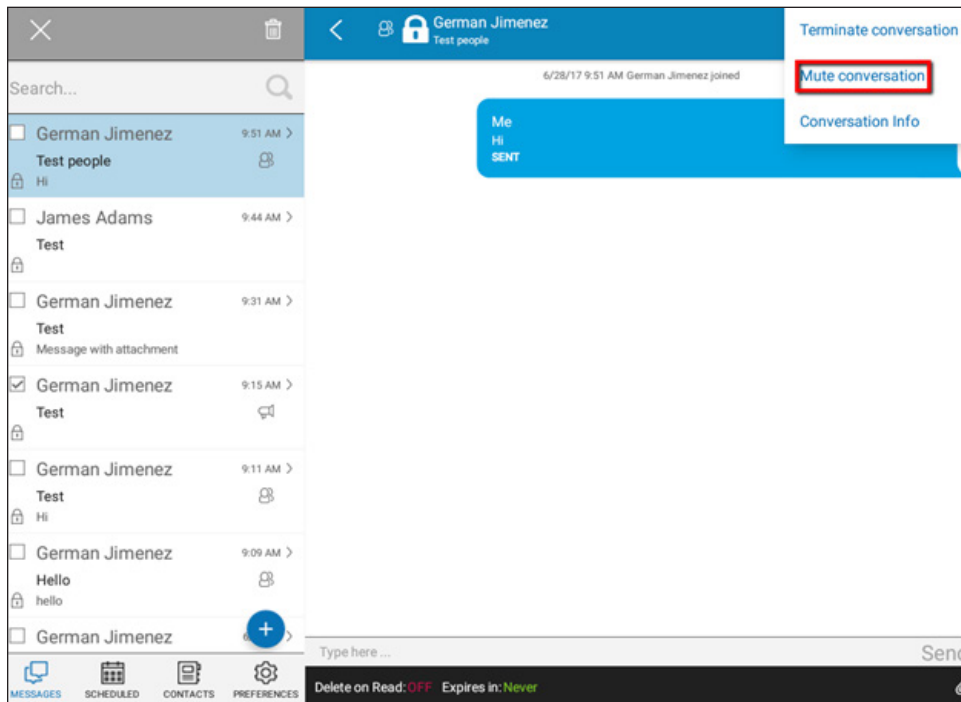 Search...
German Jimenez 9:51 AM
Test people
Hi
James Adams 9:44 AM
Test
German Jimenez 9:31 AM
Test
Message with attachment
German Jimenez 9:15 AM
Test
German Jimenez 9:11 AM
Test
Hi
German Jimenez 9:09 AM
Hello
hello
German Jimenez
MESSAGES SCHEDULED CONTACTS PREFERENCES
German Jimenez
Test people
Terminate conversation
Mute conversation
Conversation Info
6/28/17 9:51 AM German Jimenez joined
Me
Hi
SENT
Type here ... Send
Delete on Read:OFF Expires in:Never